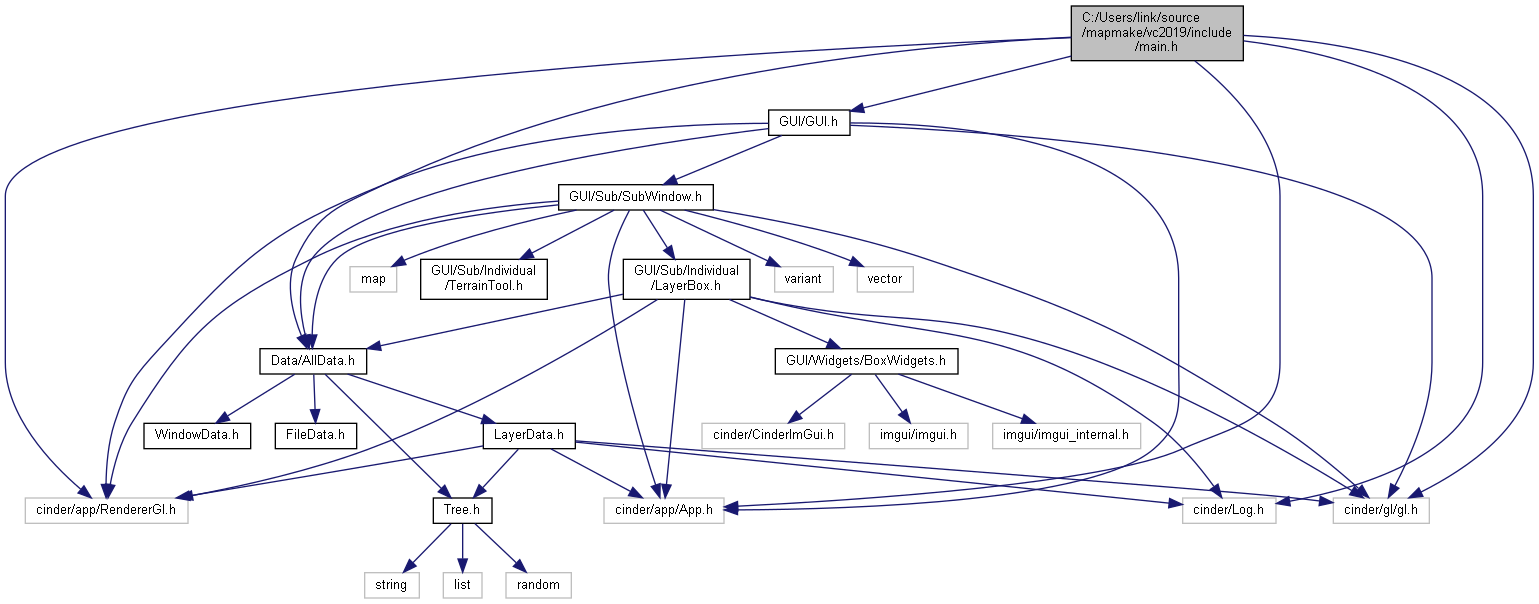 C:/Users/link/source
/mapmake/vc2019/include
/main.h
GUI/GUI.h
GUI/Sub/SubWindow.h
map
GUI/Sub/Individual
/TerrainTool.h
GUI/Sub/Individual
/LayerBox.h
variant
vector
Data/AllData.h
GUI/Widgets/BoxWidgets.h
WindowData.h
FileData.h
LayerData.h
cinder/CinderImGui.h
imgui/imgui.h
imgui/imgui_internal.h
cinder/app/RendererGl.h
Tree.h
cinder/app/App.h
cinder/Log.h
cinder/gl/gl.h
string
list
random